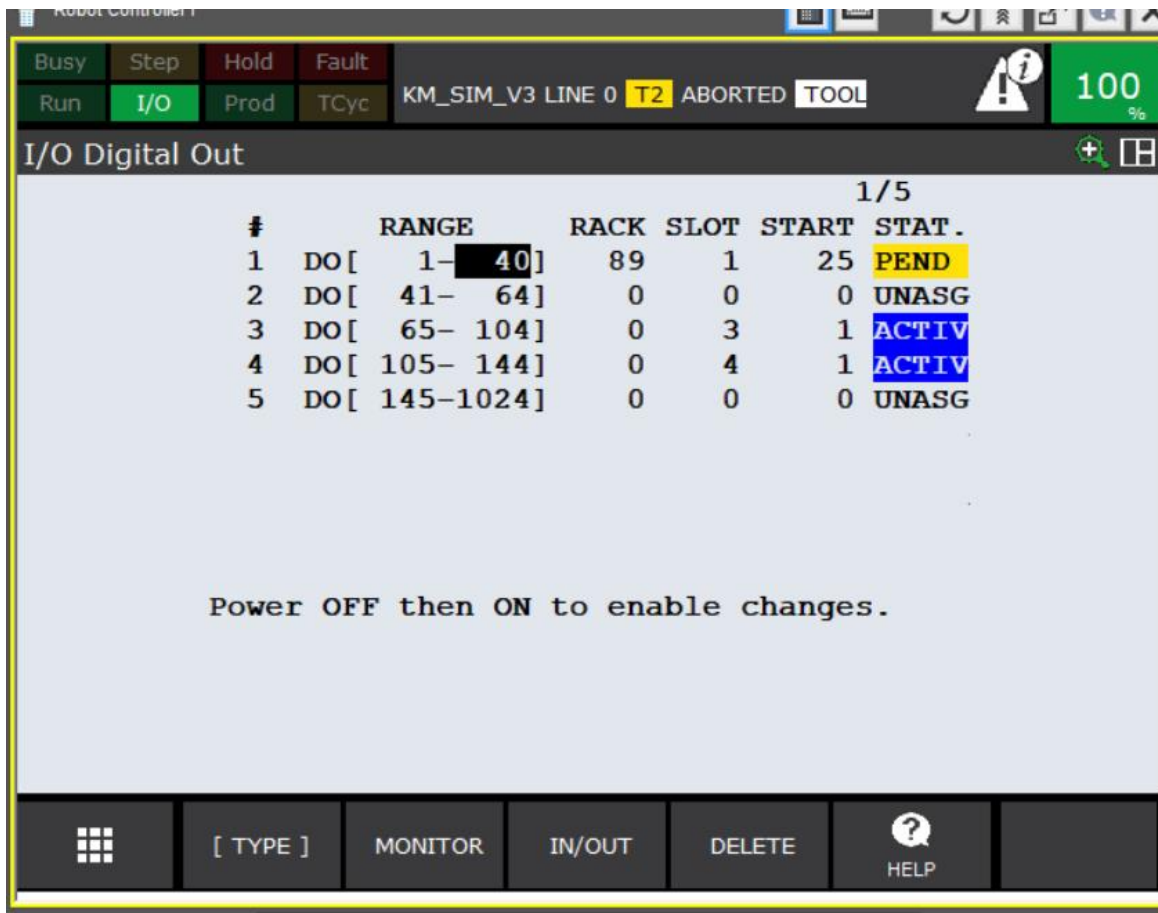 Robot Controller1
Busy Step Hold Fault
Run I/O Prod TCyc
KM_SIM_V3 LINE 0 T2 ABORTED TOOL
100
%
I/O Digital Out
1/5
# RANGE RACK SLOT START STAT.
1 DO[ 1- 40] 89 1 25 PEND
2 DO[ 41- 64] 0 0 0 UNASG
3 DO[ 65- 104] 0 3 1 ACTIV
4 DO[ 105- 144] 0 4 1 ACTIV
5 DO[ 145-1024] 0 0 0 UNASG
Power OFF then ON to enable changes.
[ TYPE ] MONITOR IN/OUT DELETE HELP